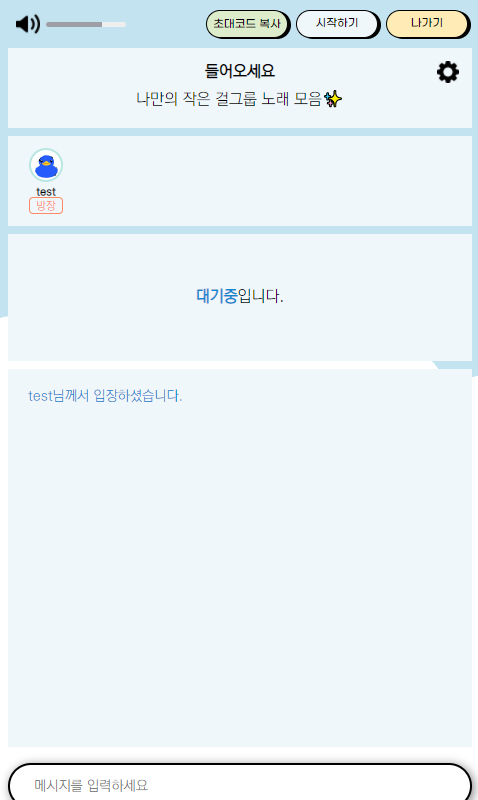 초대코드 복사
시작하기
나가기
들어오세요
나만의 작은 걸그룹 노래 모음✨
test
방장
대기중입니다.
test님께서 입장하셨습니다.
메시지를 입력하세요